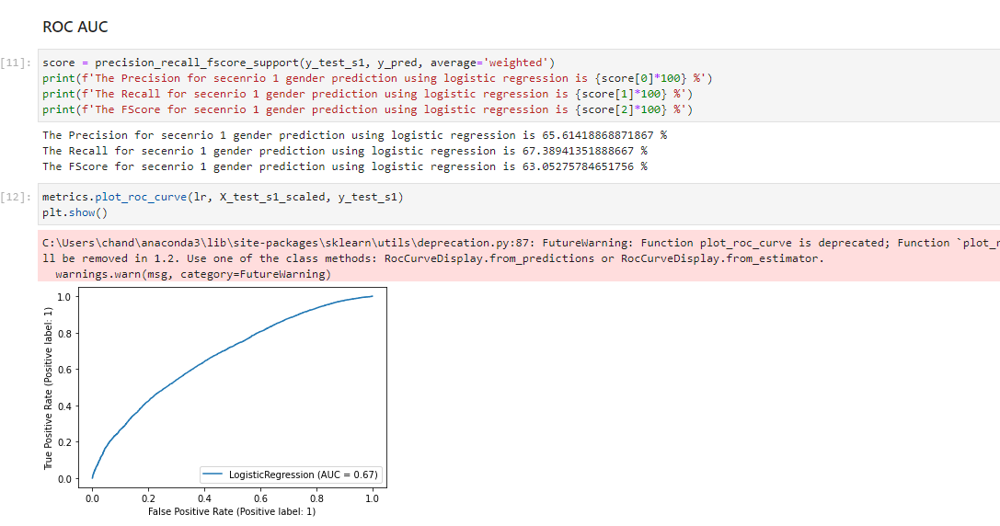 ROC AUC
[11]: score = precision_recall_fscore_support(y_test_s1, y_pred, average='weighted')
print(f'The Precision for secenrio 1 gender prediction using logistic regression is {score[0]*100} %')
print(f'The Recall for secenrio 1 gender prediction using logistic regression is {score[1]*100} %')
print(f'The FScore for secenrio 1 gender prediction using logistic regression is {score[2]*100} %')
The Precision for secenrio 1 gender prediction using logistic regression is 65.61418868871867 %
The Recall for secenrio 1 gender prediction using logistic regression is 67.38941351888667 %
The FScore for secenrio 1 gender prediction using logistic regression is 63.05275784651756 %
[12]: metrics.plot_roc_curve(lr, X_test_s1_scaled, y_test_s1)
plt.show()
C:\Users\chand\anaconda3\lib\site-packages\sklearn\utils\deprecation.py:87: FutureWarning: Function plot_roc_curve is deprecated; Function `plot_r
ll be removed in 1.2. Use one of the class methods: RocCurveDisplay.from_predictions or RocCurveDisplay.from_estimator.
warnings.warn(msg, category=FutureWarning)
1.0
0.8
0.6
0.4
0.2
0.0
True Positive Rate (Positive label: 1)
LogisticRegression (AUC = 0.67)
0.0 0.2 0.4 0.6 0.8 1.0
False Positive Rate (Positive label: 1)